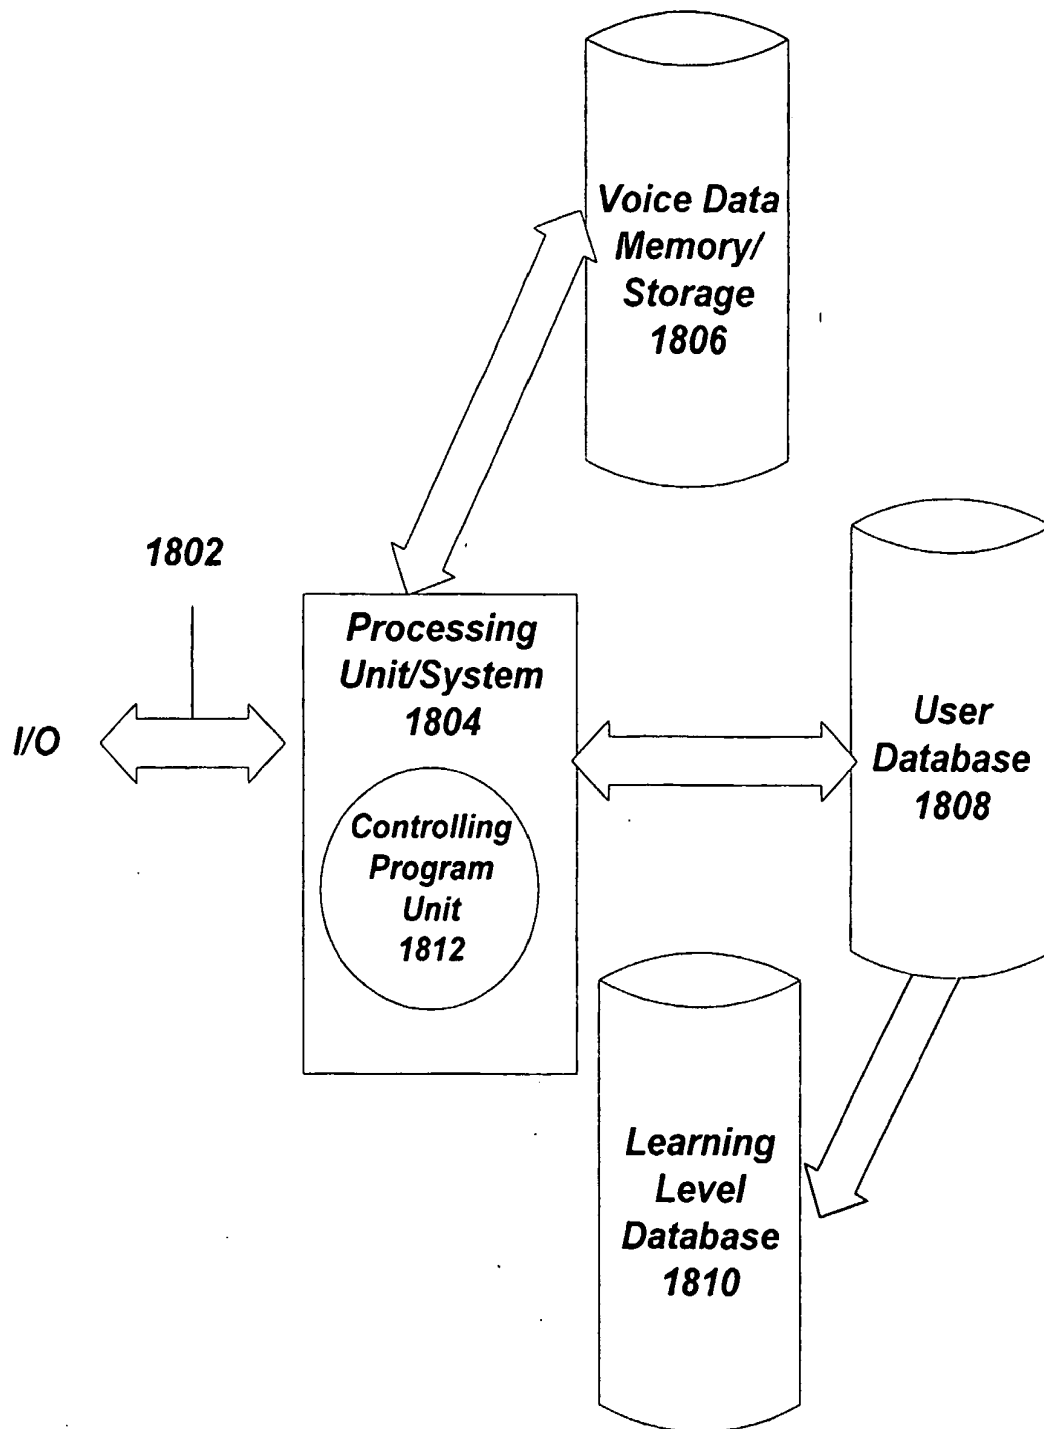 Voice Data
Memory/
Storage
1806
1802
I/O
Processing
Unit/System
1804
Controlling
Program
Unit
1812
User
Database
1808
Learning
Level
Database
1810